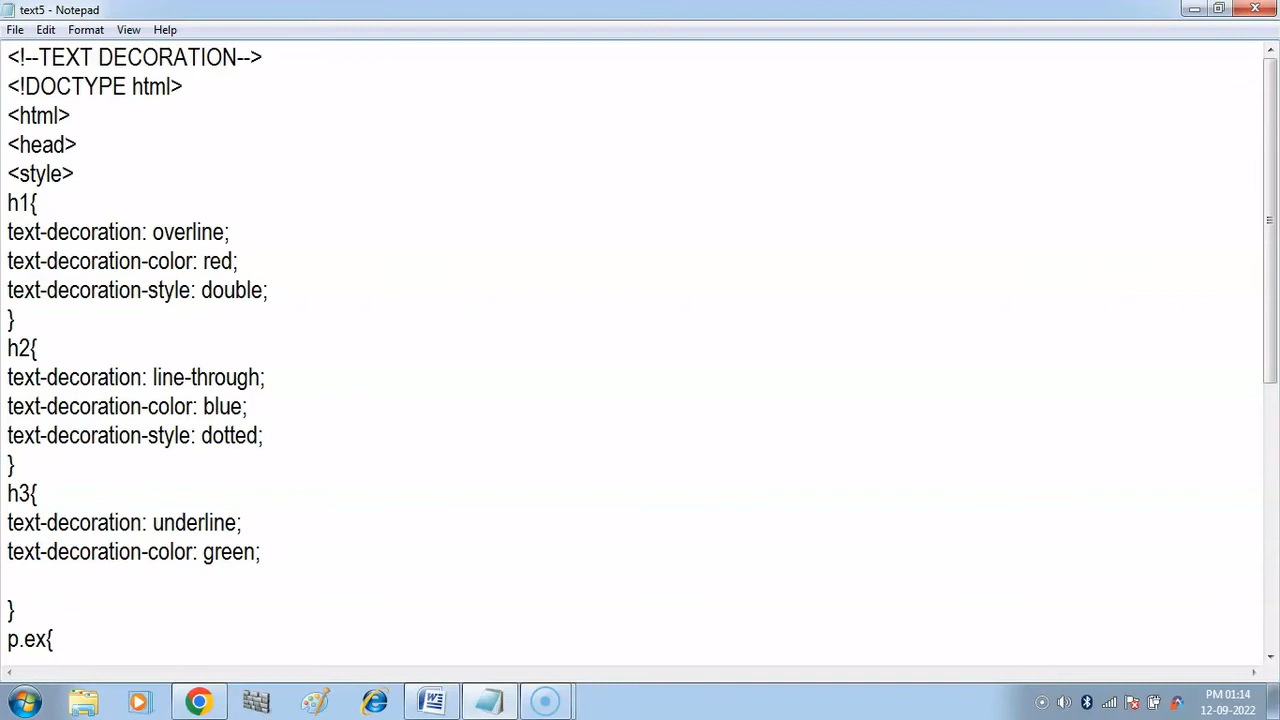 text5 - Notepad
File Edit Format View Help
<!--TEXT DECORATION-->
<!DOCTYPE html>
<html>
<head>
<style>
h1{
text-decoration: overline;
text-decoration-color: red;
text-decoration-style: double;
}
h2{
text-decoration: line-through;
text-decoration-color: blue;
text-decoration-style: dotted;
}
h3{
text-decoration: underline;
text-decoration-color: green;
}
p.ex{
PM 01:14
12-09-2022